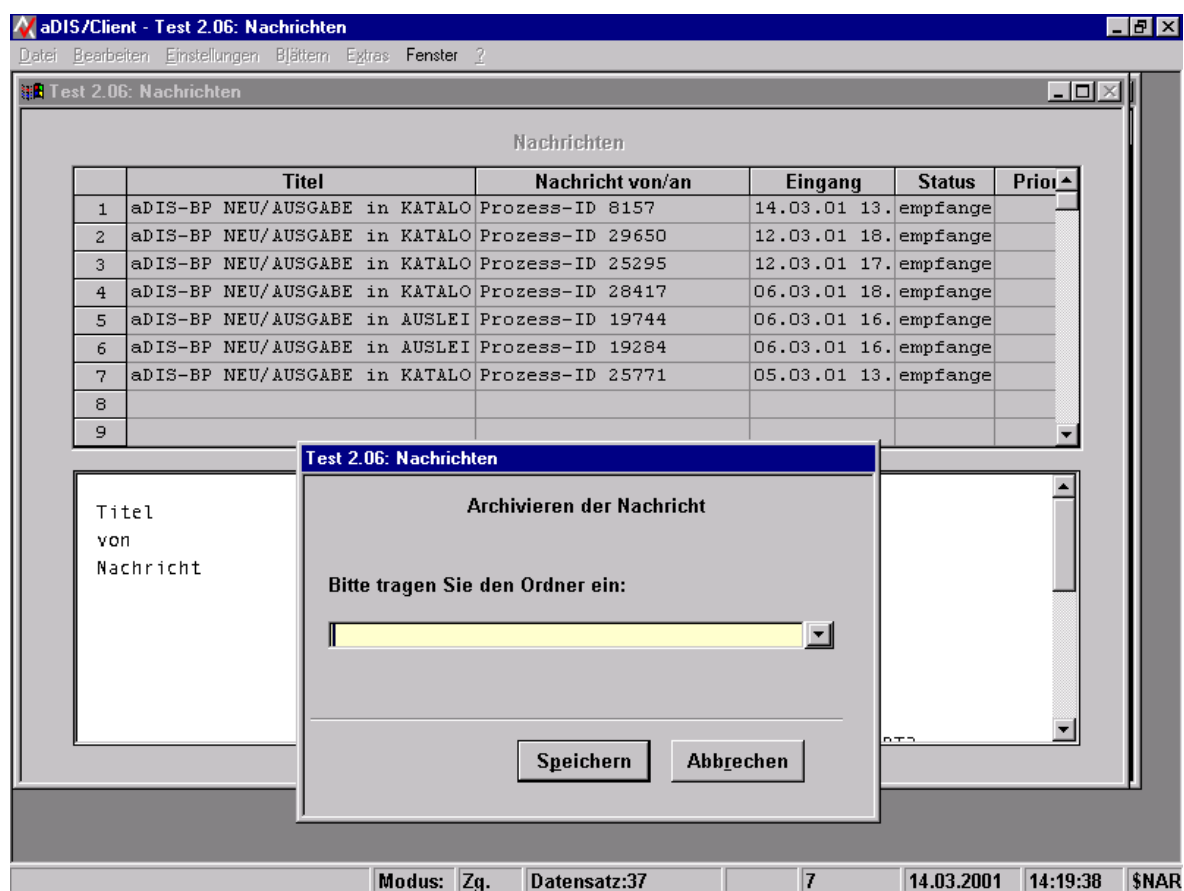 aDIS/Client - Test 2.06: Nachrichten
Datei Bearbeiten Einstellungen Blättern Extras Fenster ?
Test 2.06: Nachrichten
Nachrichten
Titel Nachricht von/an Eingang Status Prior
1 aDIS-BP NEU/AUSGABE in KATALO Prozess-ID 8157 14.03.01 13. empfange
2 aDIS-BP NEU/AUSGABE in KATALO Prozess-ID 29650 12.03.01 18. empfange
3 aDIS-BP NEU/AUSGABE in KATALO Prozess-ID 25295 12.03.01 17. empfange
4 aDIS-BP NEU/AUSGABE in KATALO Prozess-ID 28417 06.03.01 18. empfange
5 aDIS-BP NEU/AUSGABE in AUSLEI Prozess-ID 19744 06.03.01 16. empfange
6 aDIS-BP NEU/AUSGABE in AUSLEI Prozess-ID 19284 06.03.01 16. empfange
7 aDIS-BP NEU/AUSGABE in KATALO Prozess-ID 25771 05.03.01 13. empfange
8
9
Titel
von
Nachricht
Test 2.06: Nachrichten
Archivieren der Nachricht
Bitte tragen Sie den Ordner ein:
Speichern Abbrechen
Modus: Zg. Datensatz:37 7 14.03.2001 14:19:38 $NAR